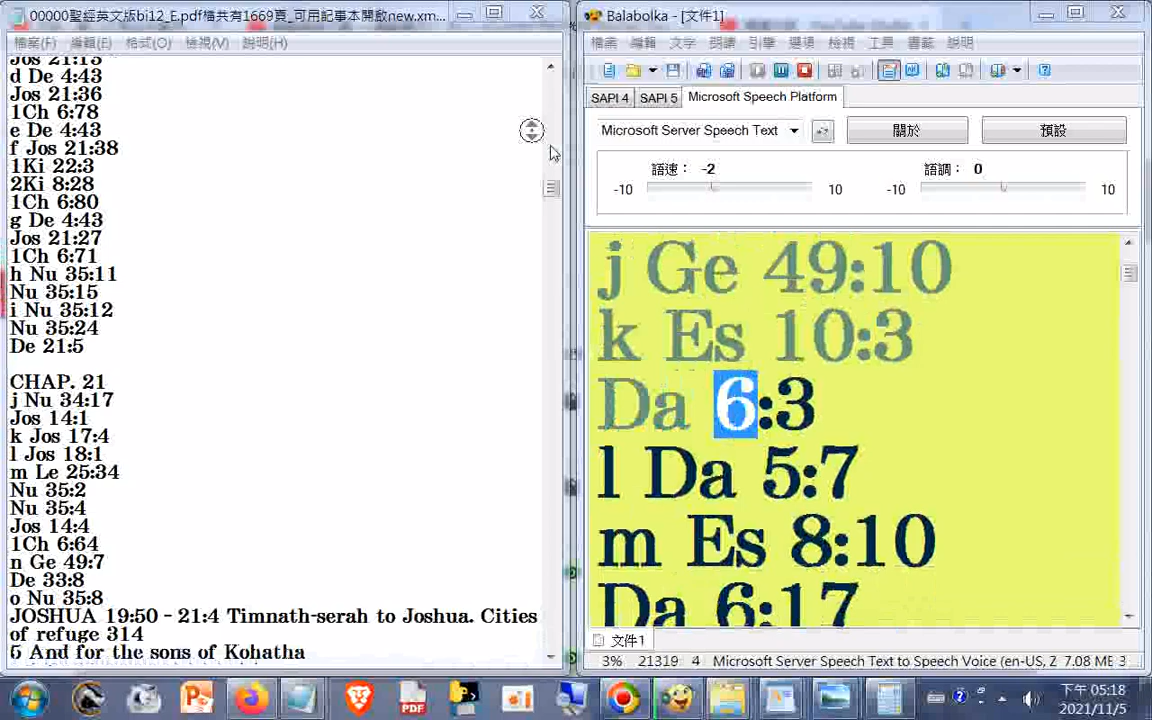 00000聖經英文版bi12_E.pdf檔共有1669頁_可用記事本開啟new.xm...
檔案(F) 編輯(E) 格式(O) 檢視(V) 說明(H)
Jos 21:13
d De 4:43
Jos 21:36
1Ch 6:78
e De 4:43
f Jos 21:38
1Ki 22:3
2Ki 8:28
1Ch 6:80
g De 4:43
Jos 21:27
1Ch 6:71
h Nu 35:11
Nu 35:15
i Nu 35:12
Nu 35:24
De 21:5
CHAP. 21
j Nu 34:17
Jos 14:1
k Jos 17:4
l Jos 18:1
m Le 25:34
Nu 35:2
Nu 35:4
Jos 14:4
1Ch 6:64
n Ge 49:7
De 33:8
o Nu 35:8
JOSHUA 19:50 - 21:4 Timnath-serah to Joshua. Cities
of refuge 314
5 And for the sons of Kohatha
Balabolka - [文件1]
檔案 編輯 文字 朗讀 引擎 選項 檢視 工具 書籤 說明
SAPI 4 SAPI 5 Microsoft Speech Platform
Microsoft Server Speech Text 關於 預設
語速： -2 語調： 0
-10 10 -10 10
j Ge 49:10
k Es 10:3
Da 6:3
l Da 5:7
m Es 8:10
Da 6:17
文件1
3% 21319 4 Microsoft Server Speech Text to Speech Voice (en-US, Z 7.08 MB 3
PDF
下午 05:18
2021/11/5